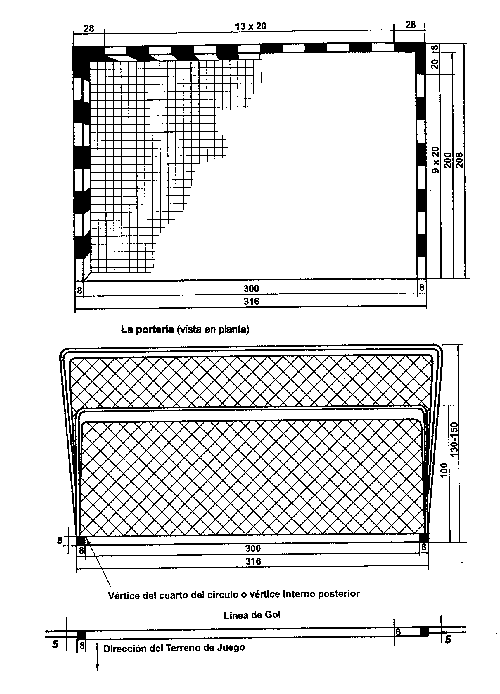 28 13 x 20 28
8
20
9 x 20
200
208
8 300 8
316
La portería (vista en planta)
130-150
100
8
8 300 8
316
Vértice del cuarto del círculo o vértice interno posterior
Línea de Gol
5 8 8 5
Dirección del Terreno de Juego